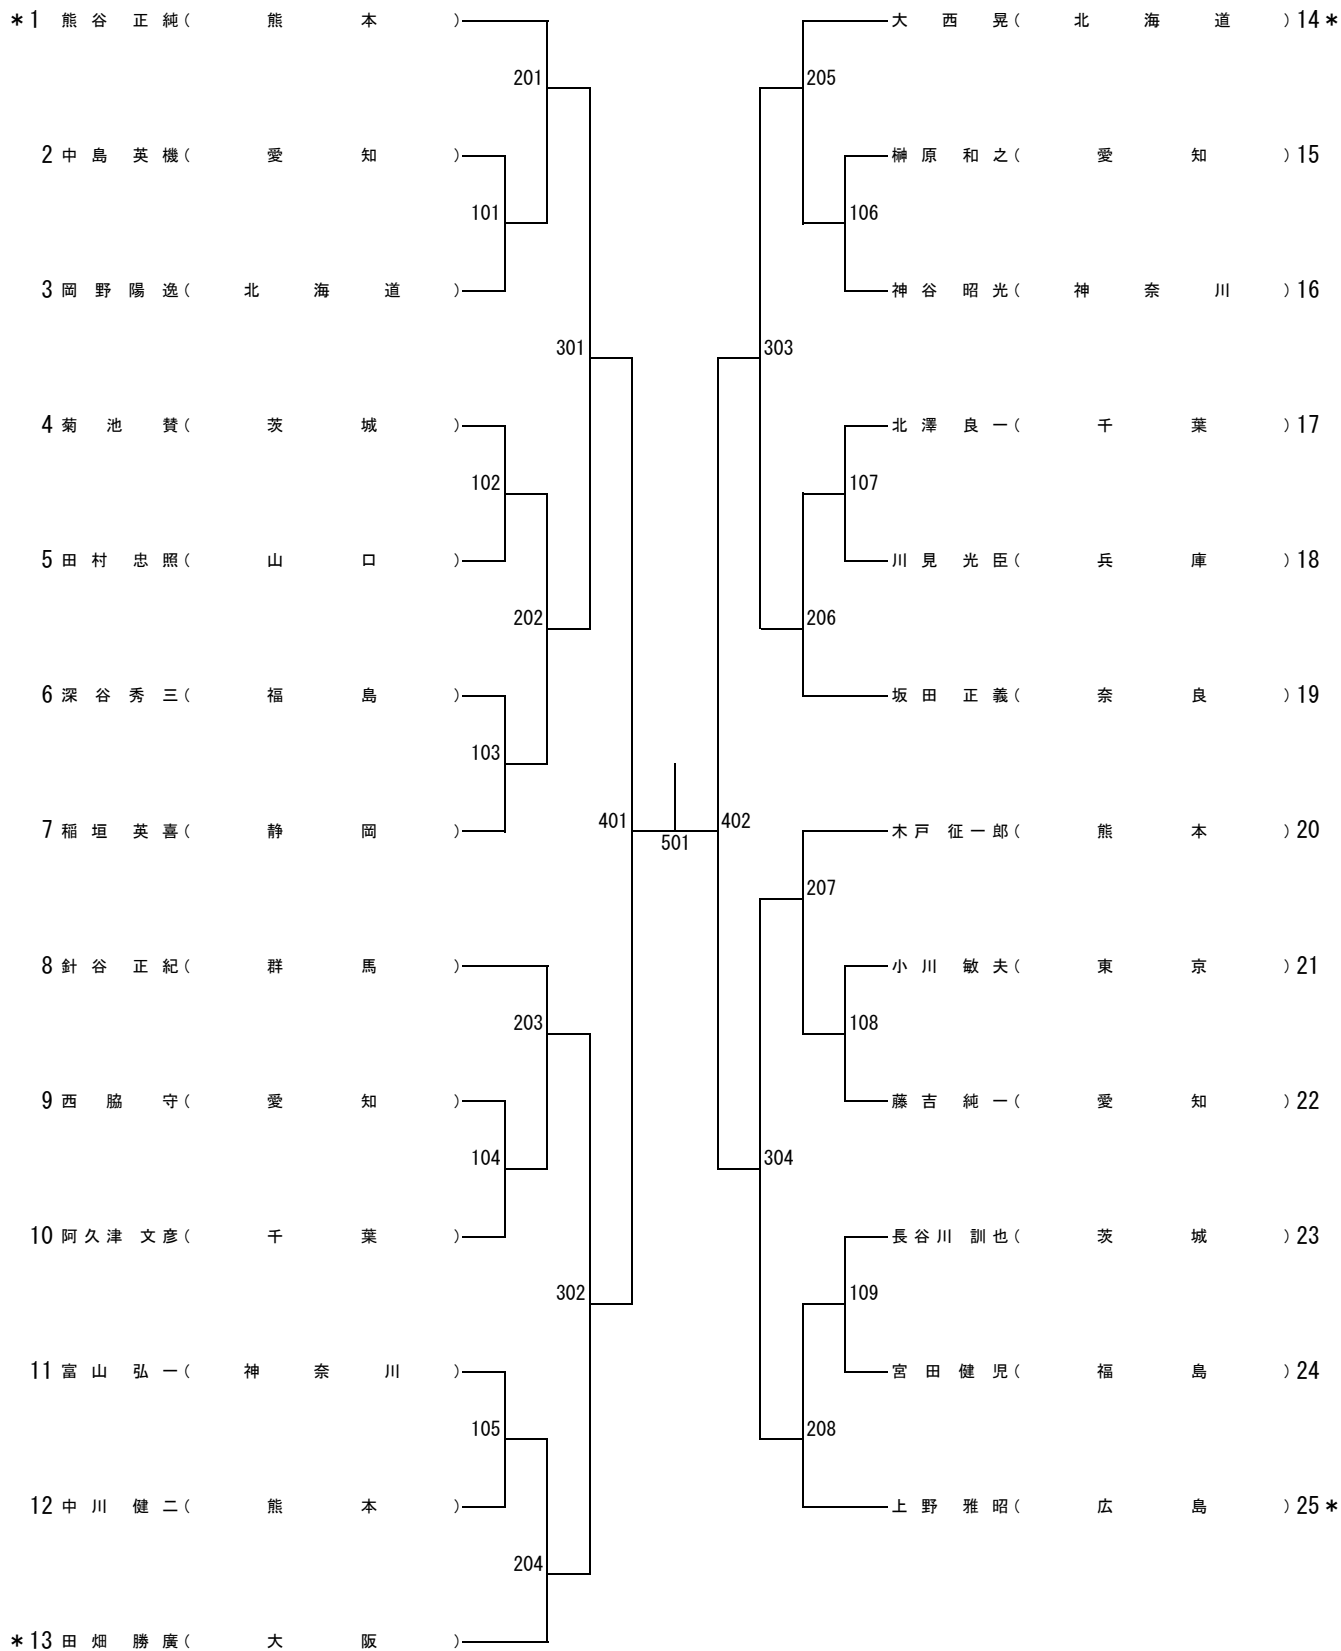 *1 熊谷 正純（ 熊本 ）
201
2 中島 英機（ 愛知 ）
101
3 岡野 陽逸（ 北海道 ）
301
4 菊池 賛（ 茨城 ）
102
5 田村 忠照（ 山口 ）
202
6 深谷 秀三（ 福島 ）
103
7 稲垣 英喜（ 静岡 ）
401
8 針谷 正紀（ 群馬 ）
203
9 西脇 守（ 愛知 ）
104
10 阿久津 文彦（ 千葉 ）
302
11 富山 弘一（ 神奈川 ）
105
12 中川 健二（ 熊本 ）
204
*13 田畑 勝廣（ 大阪 ）
501
大西 晃（ 北海道 ）14*
205
榊原 和之（ 愛知 ）15
106
神谷 昭光（ 神奈川 ）16
303
北澤 良一（ 千葉 ）17
107
川見 光臣（ 兵庫 ）18
206
坂田 正義（ 奈良 ）19
402
木戸 征一郎（ 熊本 ）20
207
小川 敏夫（ 東京 ）21
108
藤吉 純一（ 愛知 ）22
304
長谷川 訓也（ 茨城 ）23
109
宮田 健児（ 福島 ）24
208
上野 雅昭（ 広島 ）25*